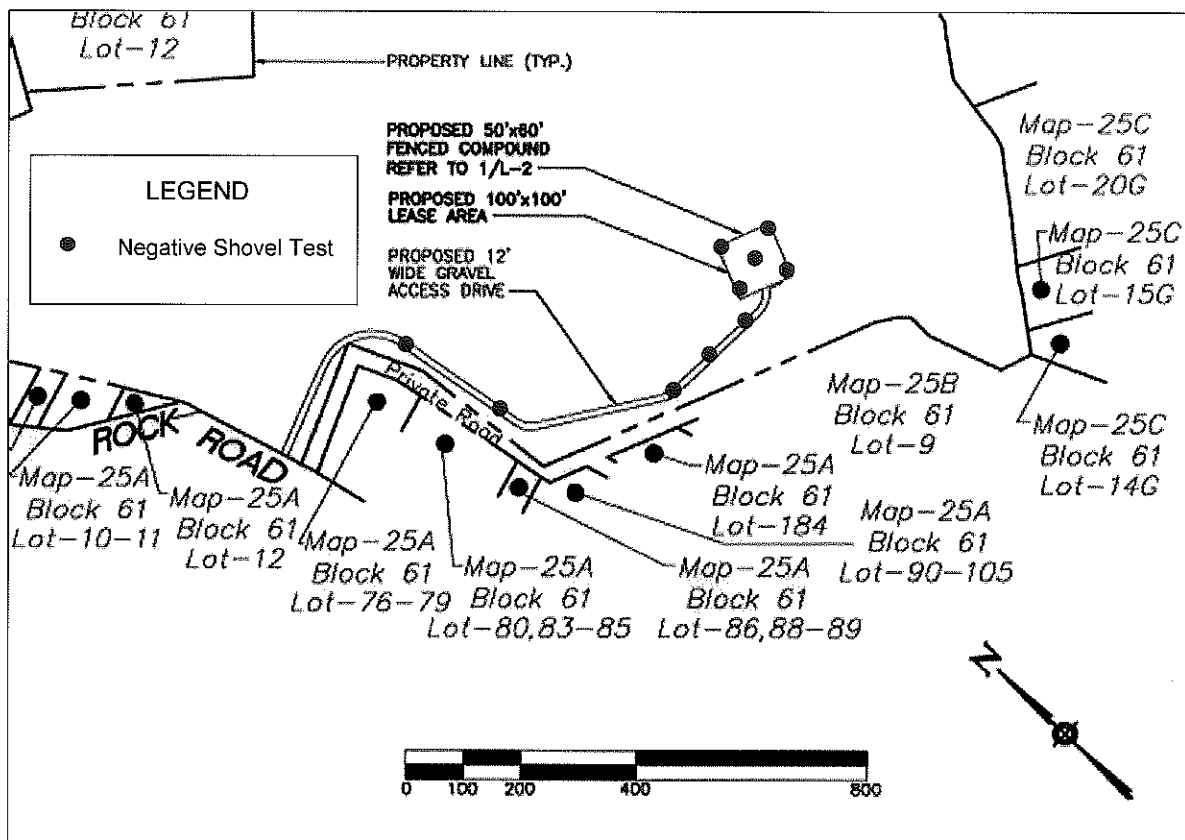 Block 61
Lot-12
PROPERTY LINE (TYP.)
PROPOSED 50'x60'
FENCED COMPOUND
REFER TO 1/L-2
PROPOSED 100'x100'
LEASE AREA
PROPOSED 12'
WIDE GRAVEL
ACCESS DRIVE
LEGEND
Negative Shovel Test
Map-25C
Block 61
Lot-20G
Map-25C
Block 61
Lot-15G
Map-25C
Block 61
Lot-14G
Map-25B
Block 61
Lot-9
Private Road
ROCK ROAD
Map-25A
Block 61
Lot-10-11
Map-25A
Block 61
Lot-12
Map-25A
Block 61
Lot-76-79
Map-25A
Block 61
Lot-80,83-85
Map-25A
Block 61
Lot-86,88-89
Map-25A
Block 61
Lot-184
Map-25A
Block 61
Lot-90-105
N
0 100 200 400 800